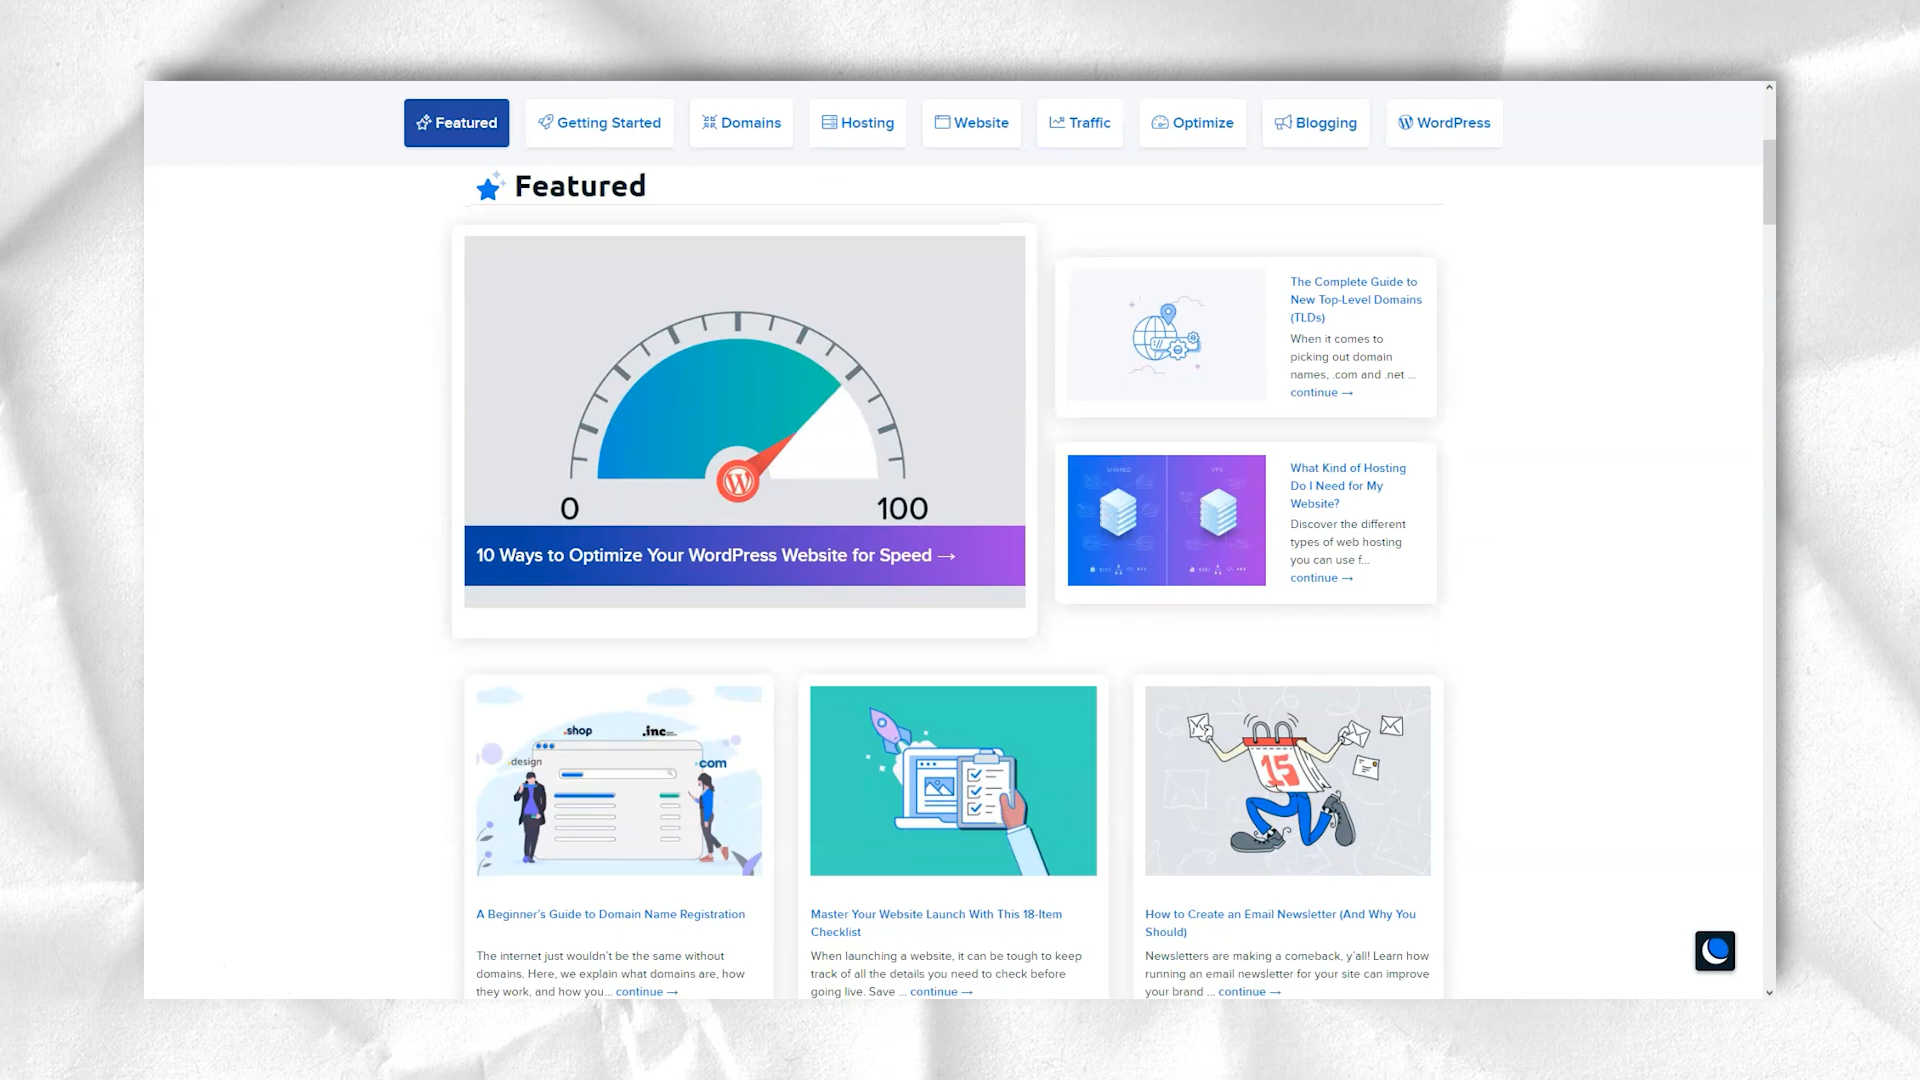 Featured
Getting Started
Domains
Hosting
Website
Traffic
Optimize
Blogging
WordPress
Featured
0
100
10 Ways to Optimize Your WordPress Website for Speed →
The Complete Guide to
New Top-Level Domains
(TLDs)
When it comes to
picking out domain
names, .com and .net ...
continue →
SHARED
VPS
What Kind of Hosting
Do I Need for My
Website?
Discover the different
types of web hosting
you can use f...
continue →
.shop
.inc
.design
.com
A Beginner's Guide to Domain Name Registration
The internet just wouldn't be the same without
domains. Here, we explain what domains are, how
they work, and how you... continue →
Master Your Website Launch With This 18-Item
Checklist
When launching a website, it can be tough to keep
track of all the details you need to check before
going live. Save ... continue →
15
How to Create an Email Newsletter (And Why You
Should)
Newsletters are making a comeback, y'all! Learn how
running an email newsletter for your site can improve
your brand ... continue →